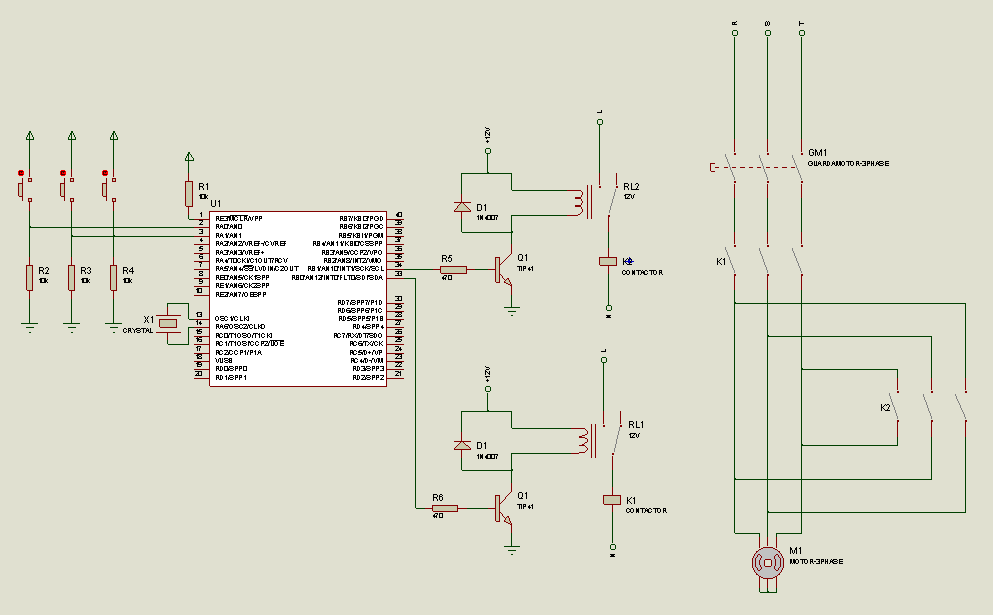 R
S
T
L
+12V
GM1
GUARDAMOTOR-3PHASE
R1
10k
U1
D1
1N4007
RL2
12V
1
2
3
4
5
6
7
8
9
10
13
14
15
16
17
18
19
20
RE3/MCLR/VPP
RA0/AN0
RA1/AN1
RA2/AN2/VREF-/CVREF
RA3/AN3/VREF+
RA4/T0CKI/C1OUT/RCV
RA5/AN4/SS/LVDIN/C2OUT
RE0/AN5/CK1SPP
RE1/AN6/CK2SPP
RE2/AN7/OESPP
OSC1/CLKI
RA6/OSC2/CLKO
RC0/T1OSO/T1CKI
RC1/T1OSI/CCP2/UOE
RC2/CCP1/P1A
VUSB
RD0/SPP0
RD1/SPP1
RB7/KBI3/PGD
RB6/KBI2/PGC
RB5/KBI1/PGM
RB4/AN11/KBI0/CSSPP
RB3/AN9/CCP2/VPO
RB2/AN8/INT2/VMO
RB1/AN10/INT1/SCK/SCL
RB0/AN12/INT0/FLT0/SDI/SDA
RD7/SPP7/P1D
RD6/SPP6/P1C
RD5/SPP5/P1B
RD4/SPP4
RC7/RX/DT/SDO
RC6/TX/CK
RC5/D+/VP
RC4/D-/VM
RD3/SPP3
RD2/SPP2
40
39
38
37
36
35
34
33
30
29
28
27
26
25
24
23
22
21
R2
10k
R3
10k
R4
10k
X1
CRYSTAL
R5
470
Q1
TIP41
CONTACTOR
N
K1
K2
L
+12V
D1
1N4007
RL1
12V
R6
470
Q1
TIP41
K1
CONTACTOR
N
M1
MOTOR-3PHASE